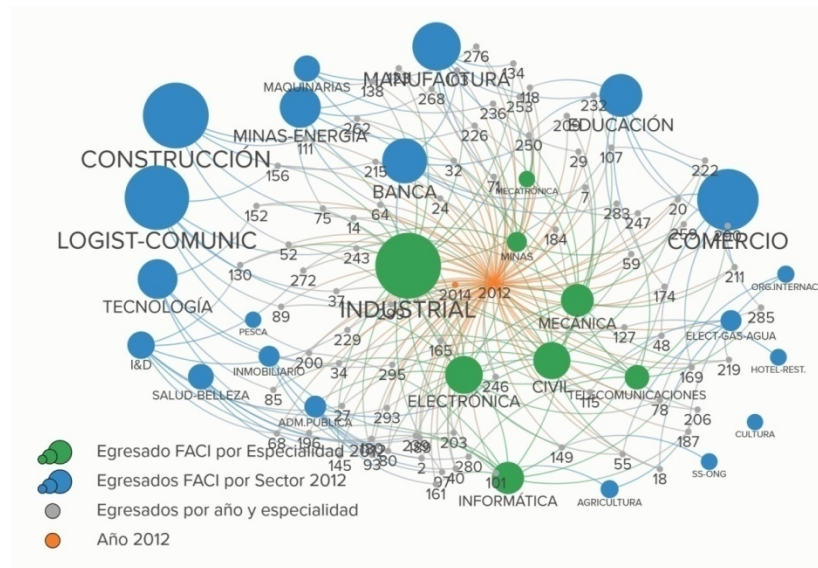 276
134
MAQUINARIAS
MANUFACTURA
138
268
118
253
236
232
EDUCACIÓN
MINAS-ENERGÍA
262
111
226
250
107
CONSTRUCCIÓN
156
215
BANCA
32
71
29
222
MECATRÓNICA
7
152
75
64
24
14
283
247
20
LOGIST-COMUNIC
52
243
MINAS
184
COMERCIO
130
272
59
211
TECNOLOGÍA
37
2014
2012
174
ORG.INTERNAC
89
INDUSTRIAL
MECÁNICA
285
PESCA
229
127
48
ELECT-GAS-AGUA
165
I&D
INMOBILIARIO
200
34
295
246
CIVIL
169
219
HOTEL-REST.
SALUD-BELLEZA
85
ELECTRÓNICA
TELECOMUNICACIONES
115
78
ADM.PUBLICA
27
293
206
68
196
203
187
CULTURA
Egresado FACI por Especialidad 2012
145
93
80
2
280
149
55
SS-ONG
Egresados FACI por Sector 2012
97
40
101
18
161
INFORMÁTICA
AGRICULTURA
Egresados por año y especialidad
Año 2012